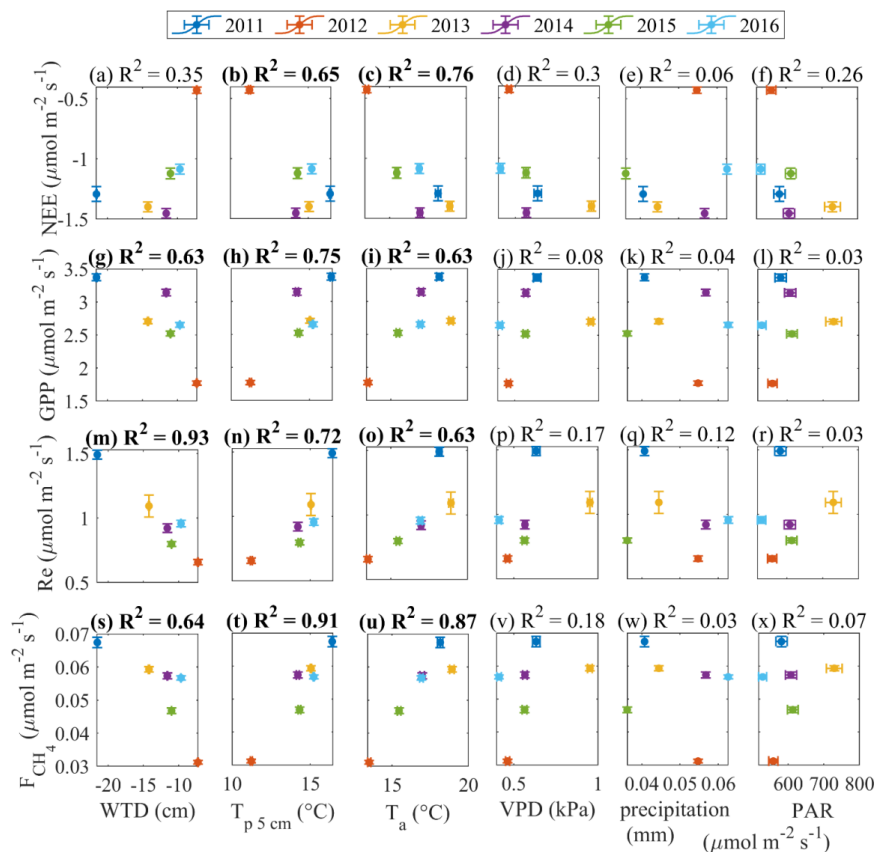 2011 2012 2013 2014 2015 2016
(a) R² = 0.35 (b) R² = 0.65 (c) R² = 0.76 (d) R² = 0.3 (e) R² = 0.06 (f) R² = 0.26
NEE (μmol m⁻² s⁻¹)
-0.5
-1
-1.5
(g) R² = 0.63 (h) R² = 0.75 (i) R² = 0.63 (j) R² = 0.08 (k) R² = 0.04 (l) R² = 0.03
GPP (μmol m⁻² s⁻¹)
3.5
3
2.5
2
1.5
(m) R² = 0.93 (n) R² = 0.72 (o) R² = 0.63 (p) R² = 0.17 (q) R² = 0.12 (r) R² = 0.03
Re (μmol m⁻² s⁻¹)
1.5
1
0.5
(s) R² = 0.64 (t) R² = 0.91 (u) R² = 0.87 (v) R² = 0.18 (w) R² = 0.03 (x) R² = 0.07
F_CH₄ (μmol m⁻² s⁻¹)
0.07
0.06
0.05
0.04
0.03
-20 -15 -10 10 15 15 20 0.5 1 0.04 0.05 0.06 600 700 800
WTD (cm) T_p 5 cm (°C) T_a (°C) VPD (kPa) precipitation PAR
(mm) (μmol m⁻² s⁻¹)